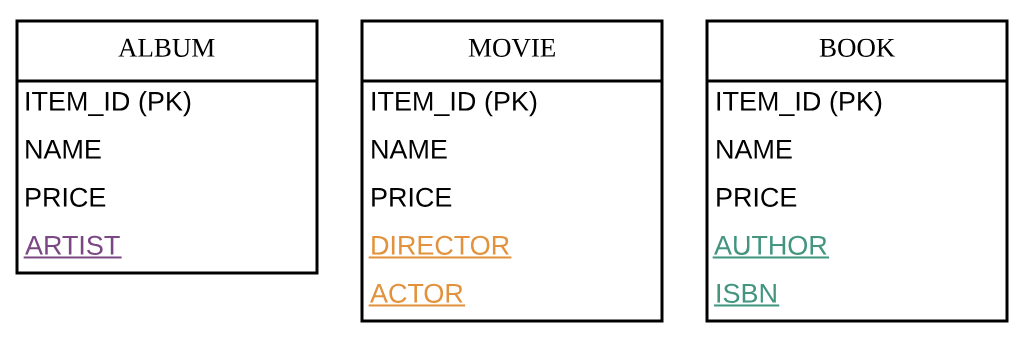 ALBUM
ITEM_ID (PK)
NAME
PRICE
ARTIST
MOVIE
ITEM_ID (PK)
NAME
PRICE
DIRECTOR
ACTOR
BOOK
ITEM_ID (PK)
NAME
PRICE
AUTHOR
ISBN